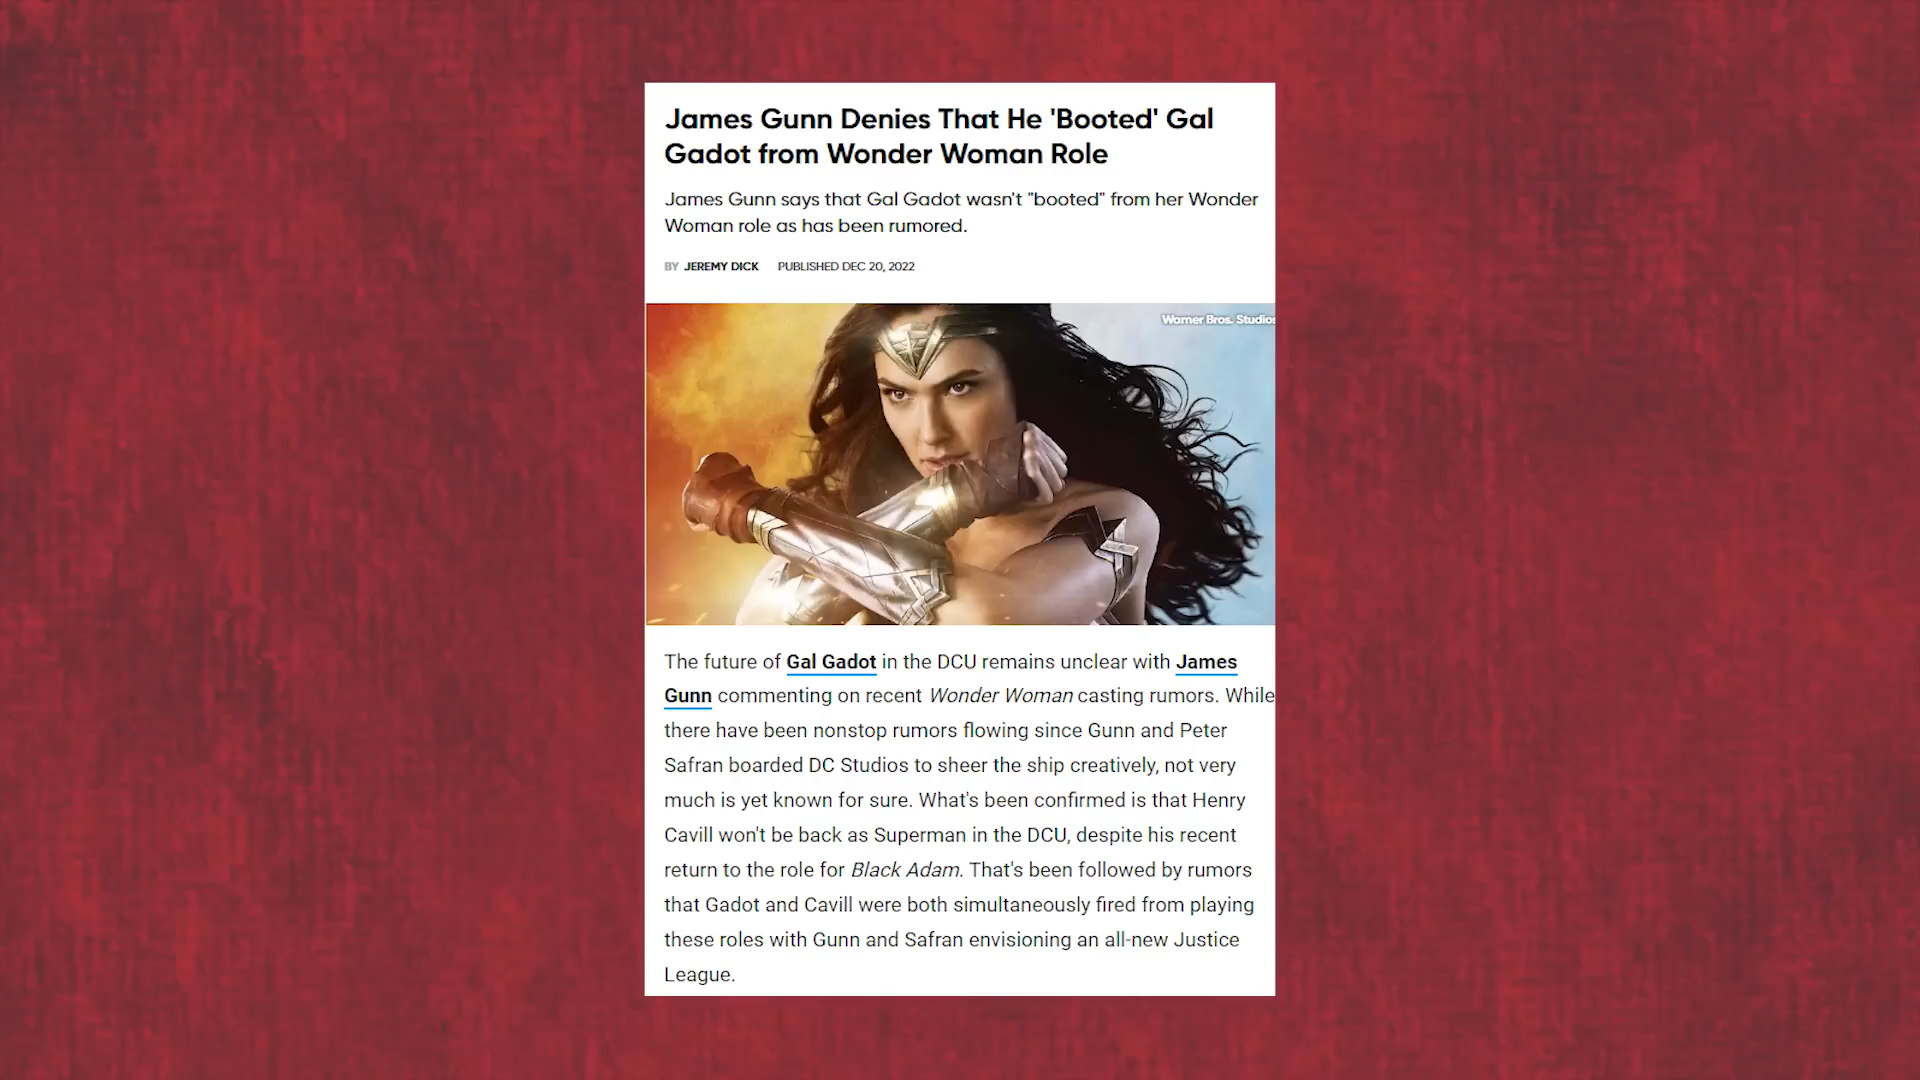 James Gunn Denies That He 'Booted' Gal
Gadot from Wonder Woman Role
James Gunn says that Gal Gadot wasn't "booted" from her Wonder
Woman role as has been rumored.
BY JEREMY DICK PUBLISHED DEC 20, 2022
Warner Bros. Studios
The future of Gal Gadot in the DCU remains unclear with James
Gunn commenting on recent Wonder Woman casting rumors. While
there have been nonstop rumors flowing since Gunn and Peter
Safran boarded DC Studios to sheer the ship creatively, not very
much is yet known for sure. What's been confirmed is that Henry
Cavill won't be back as Superman in the DCU, despite his recent
return to the role for Black Adam. That's been followed by rumors
that Gadot and Cavill were both simultaneously fired from playing
these roles with Gunn and Safran envisioning an all-new Justice
League.